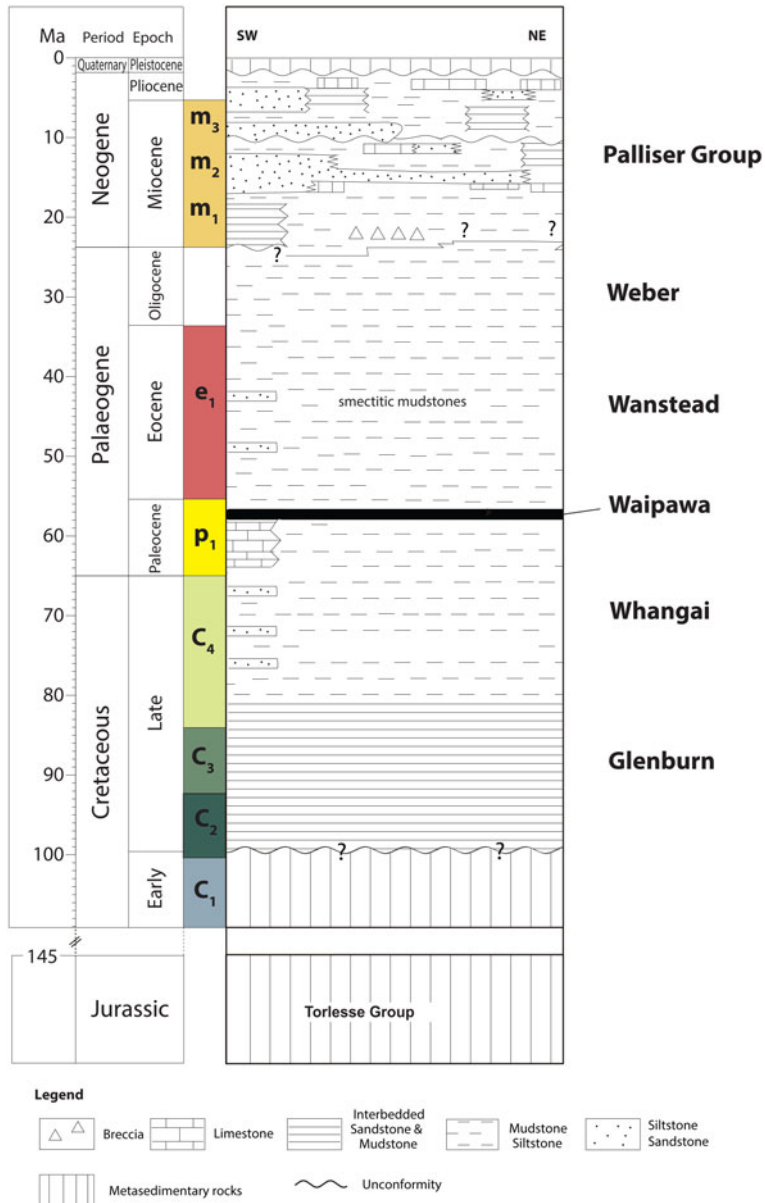 Ma Period Epoch SW NE
0
Quaternary Pleistocene
Pliocene
Neogene
Miocene
m3
10
m2
m1
20
Palliser Group
?
?
?
Oligocene
30
Weber
Palaeogene
Eocene
e1
40
smectitic mudstones
Wanstead
50
Waipawa
Paleocene
p1
60
70
Whangai
C4
80
Cretaceous
Late
C3
Glenburn
90
C2
100
?
?
Early
C1
145
Jurassic
Torlesse Group
Legend
Breccia
Limestone
Interbedded
Sandstone &
Mudstone
Mudstone
Siltstone
Siltstone
Sandstone
Metasedimentary rocks
Unconformity